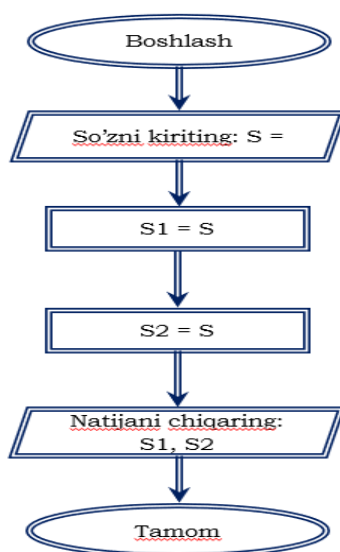 Boshlash
So’zni kiriting: S =
S1 = S
S2 = S
Natijani chiqaring:
S1, S2
Tamom